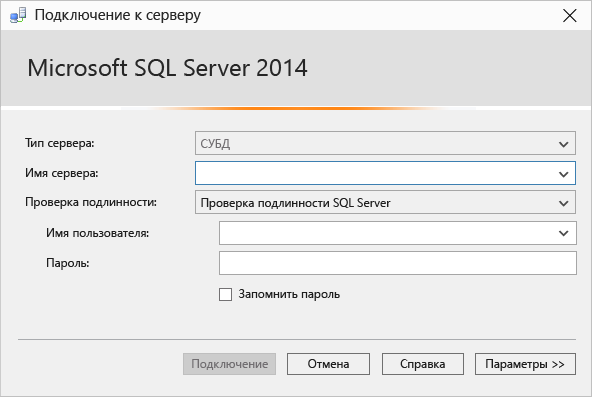 Подключение к серверу
Microsoft SQL Server 2014
Тип сервера: СУБД
Имя сервера:
Проверка подлинности: Проверка подлинности SQL Server
Имя пользователя:
Пароль:
Запомнить пароль
Подключение Отмена Справка Параметры >>